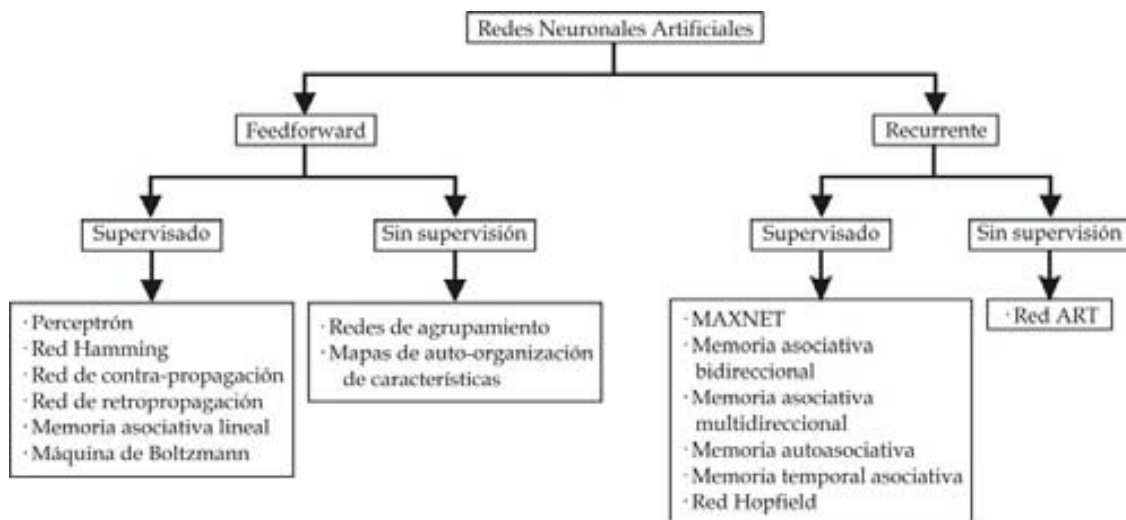 Redes Neuronales Artificiales
Feedforward
Recurrente
Supervisado
Sin supervisión
Supervisado
Sin supervisión
·Perceptrón
·Red Hamming
·Red de contra-propagación
·Red de retropropagación
·Memoria asociativa lineal
·Máquina de Boltzmann
·Redes de agrupamiento
·Mapas de auto-organización
de características
·MAXNET
·Memoria asociativa
bidireccional
·Memoria asociativa
multidireccional
·Memoria autoasociativa
·Memoria temporal asociativa
·Red Hopfield
·Red ART